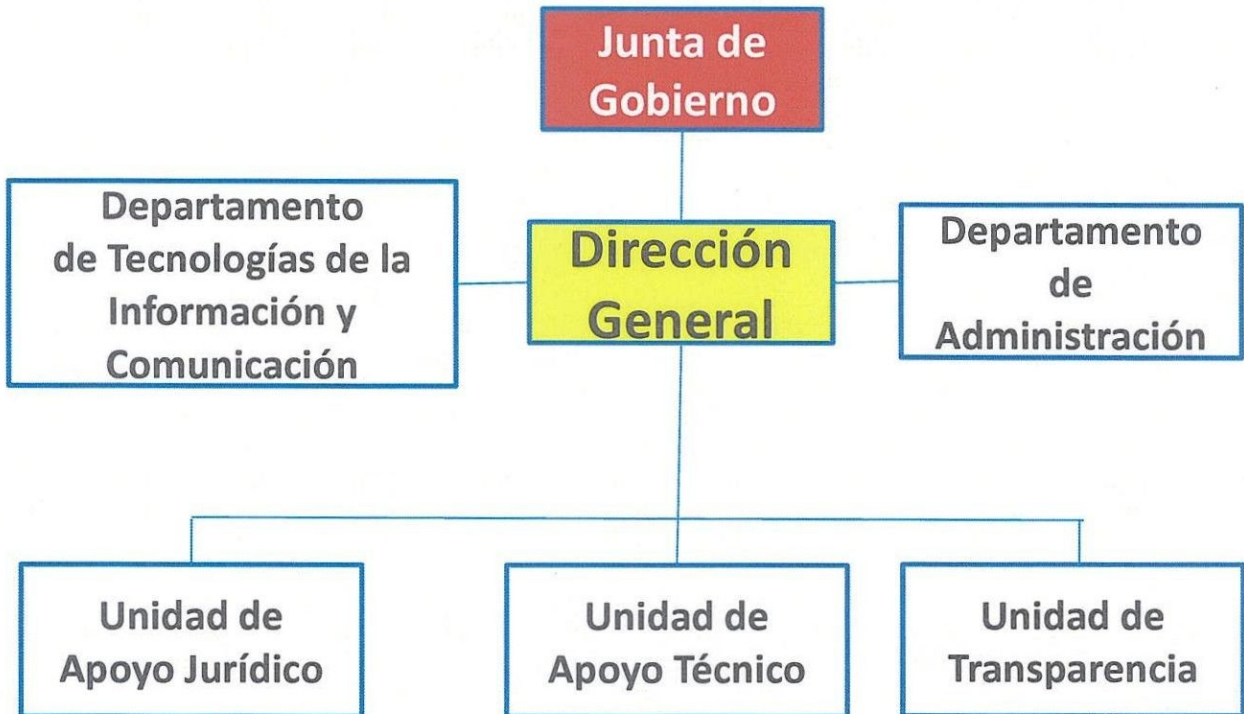 Junta de
Gobierno
Departamento
de Tecnologías de la
Información y
Comunicación
Dirección
General
Departamento
de
Administración
Unidad de
Apoyo Jurídico
Unidad de
Apoyo Técnico
Unidad de
Transparencia